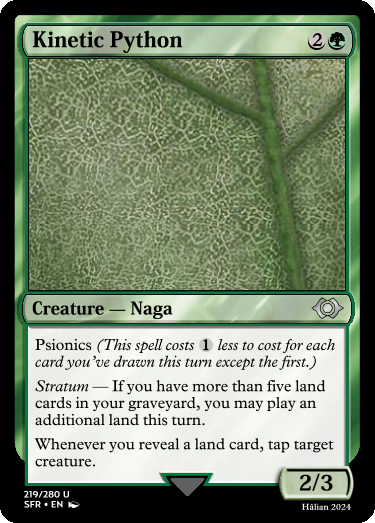 Kinetic Python 2
Creature — Naga
Psionics (This spell costs 1 less to cost for each
card you've drawn this turn except the first.)
Stratum — If you have more than five land
cards in your graveyard, you may play an
additional land this turn.
Whenever you reveal a land card, tap target
creature.
2/3
219/280 U
SFR • EN
Hálian 2024